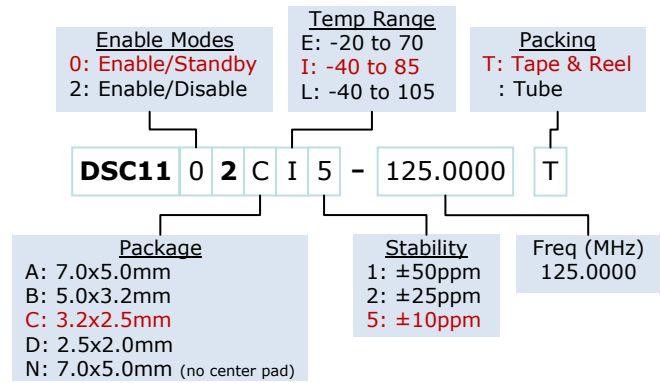 Enable Modes
0: Enable/Standby
2: Enable/Disable
Temp Range
E: -20 to 70
I: -40 to 85
L: -40 to 105
Packing
T: Tape & Reel
: Tube
DSC11 0 2 C I 5 – 125.0000 T
Package
A: 7.0x5.0mm
B: 5.0x3.2mm
C: 3.2x2.5mm
D: 2.5x2.0mm
N: 7.0x5.0mm (no center pad)
Stability
1: ±50ppm
2: ±25ppm
5: ±10ppm
Freq (MHz)
125.0000